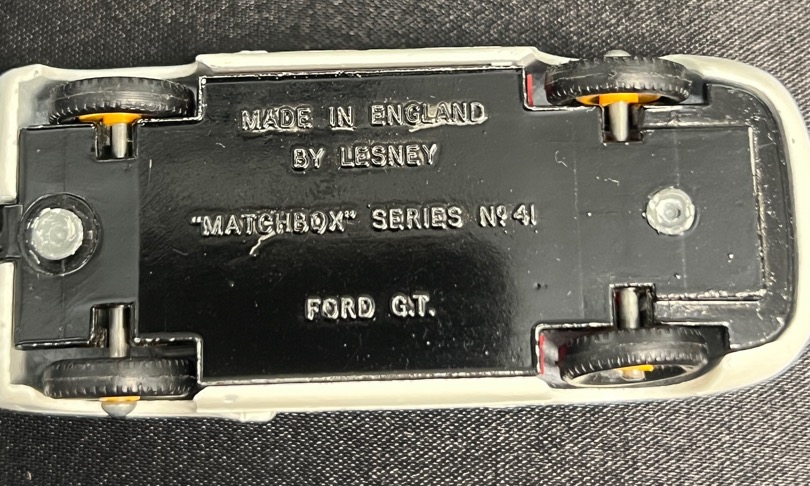 MADE IN ENGLAND
BY LESNEY
"MATCHBOX" SERIES Nº 41
FORD G.T.